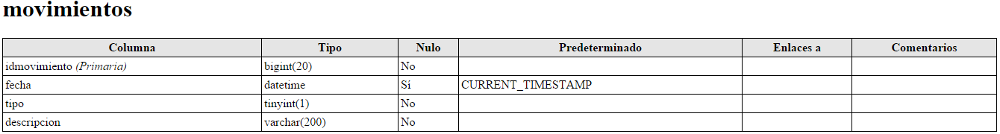 movimientos
Columna Tipo Nulo Predeterminado Enlaces a Comentarios
idmovimiento (Primaria) bigint(20) No
fecha datetime Sí CURRENT_TIMESTAMP
tipo tinyint(1) No
descripcion varchar(200) No